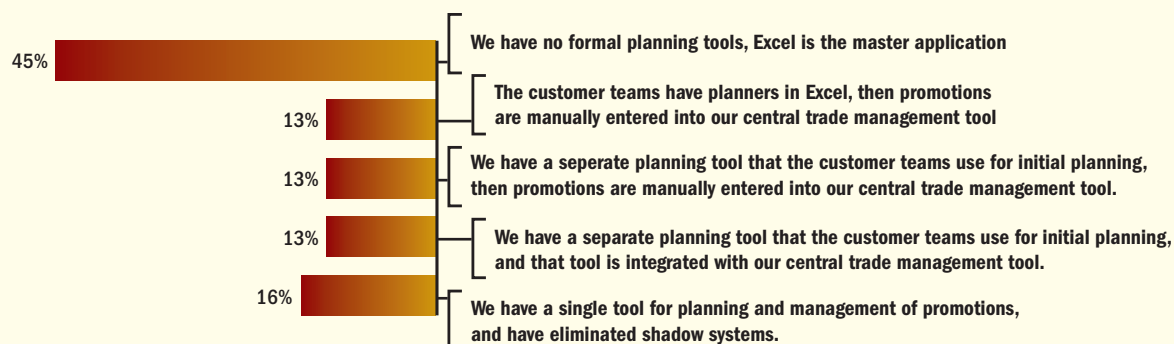 45%
We have no formal planning tools, Excel is the master application
13%
The customer teams have planners in Excel, then promotions
are manually entered into our central trade management tool
13%
We have a seperate planning tool that the customer teams use for initial planning,
then promotions are manually entered into our central trade management tool.
13%
We have a separate planning tool that the customer teams use for initial planning,
and that tool is integrated with our central trade management tool.
16%
We have a single tool for planning and management of promotions,
and have eliminated shadow systems.